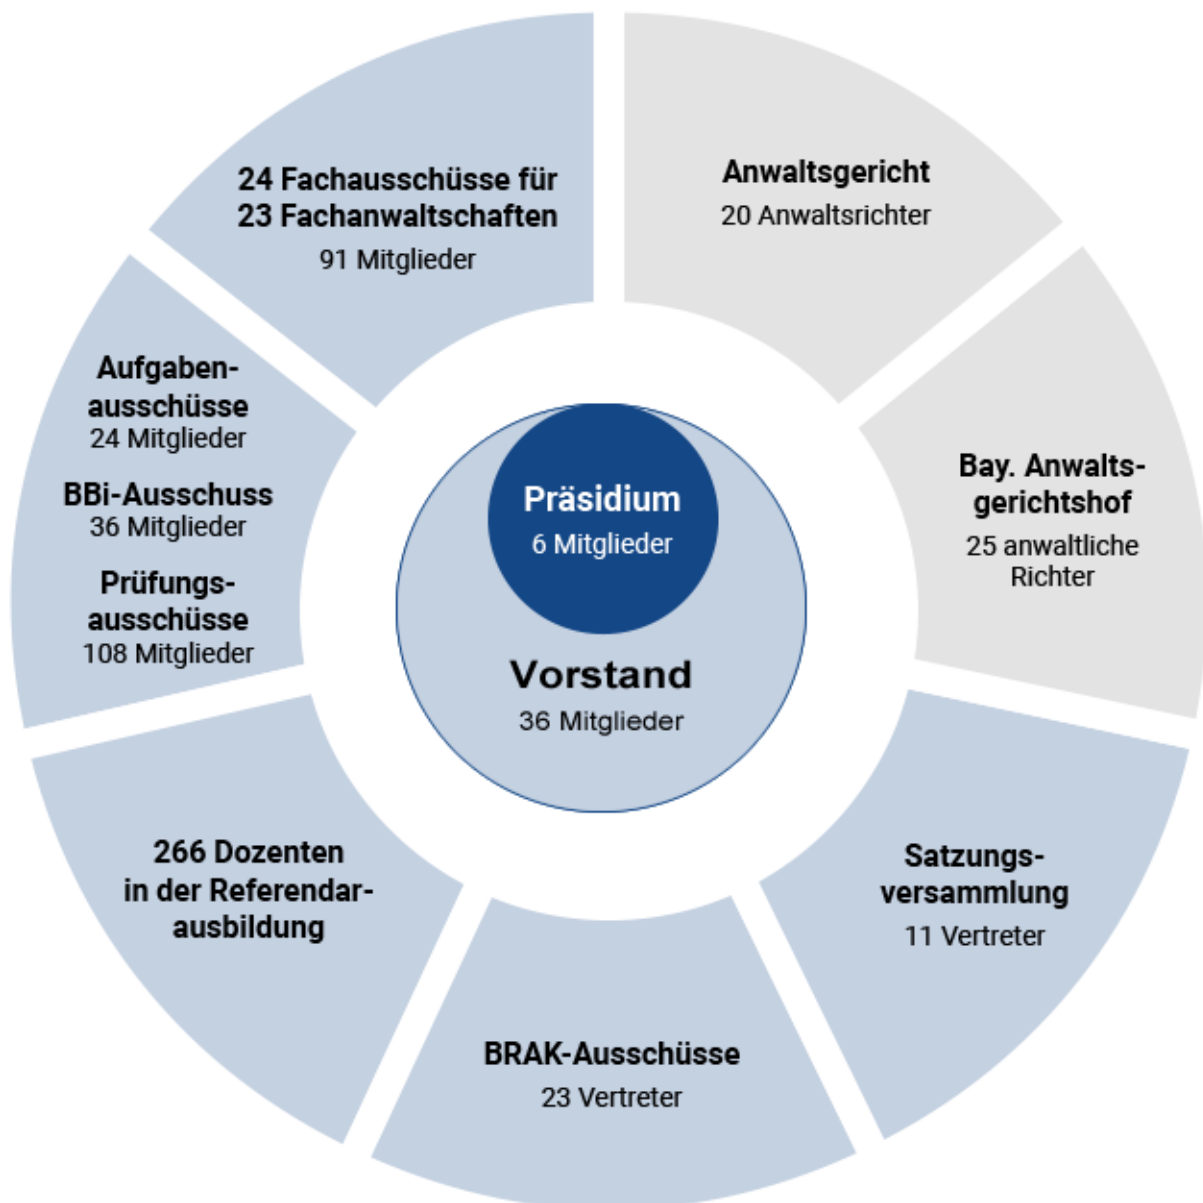 24 Fachausschüsse für
23 Fachanwaltschaften
91 Mitglieder
Anwaltsgericht
20 Anwaltsrichter
Aufgaben-
ausschüsse
24 Mitglieder
BBi-Ausschuss
36 Mitglieder
Prüfungs-
ausschüsse
108 Mitglieder
Präsidium
6 Mitglieder
Vorstand
36 Mitglieder
Bay. Anwalts-
gerichtshof
25 anwaltliche
Richter
266 Dozenten
in der Referendar-
ausbildung
BRAK-Ausschüsse
23 Vertreter
Satzungs-
versammlung
11 Vertreter